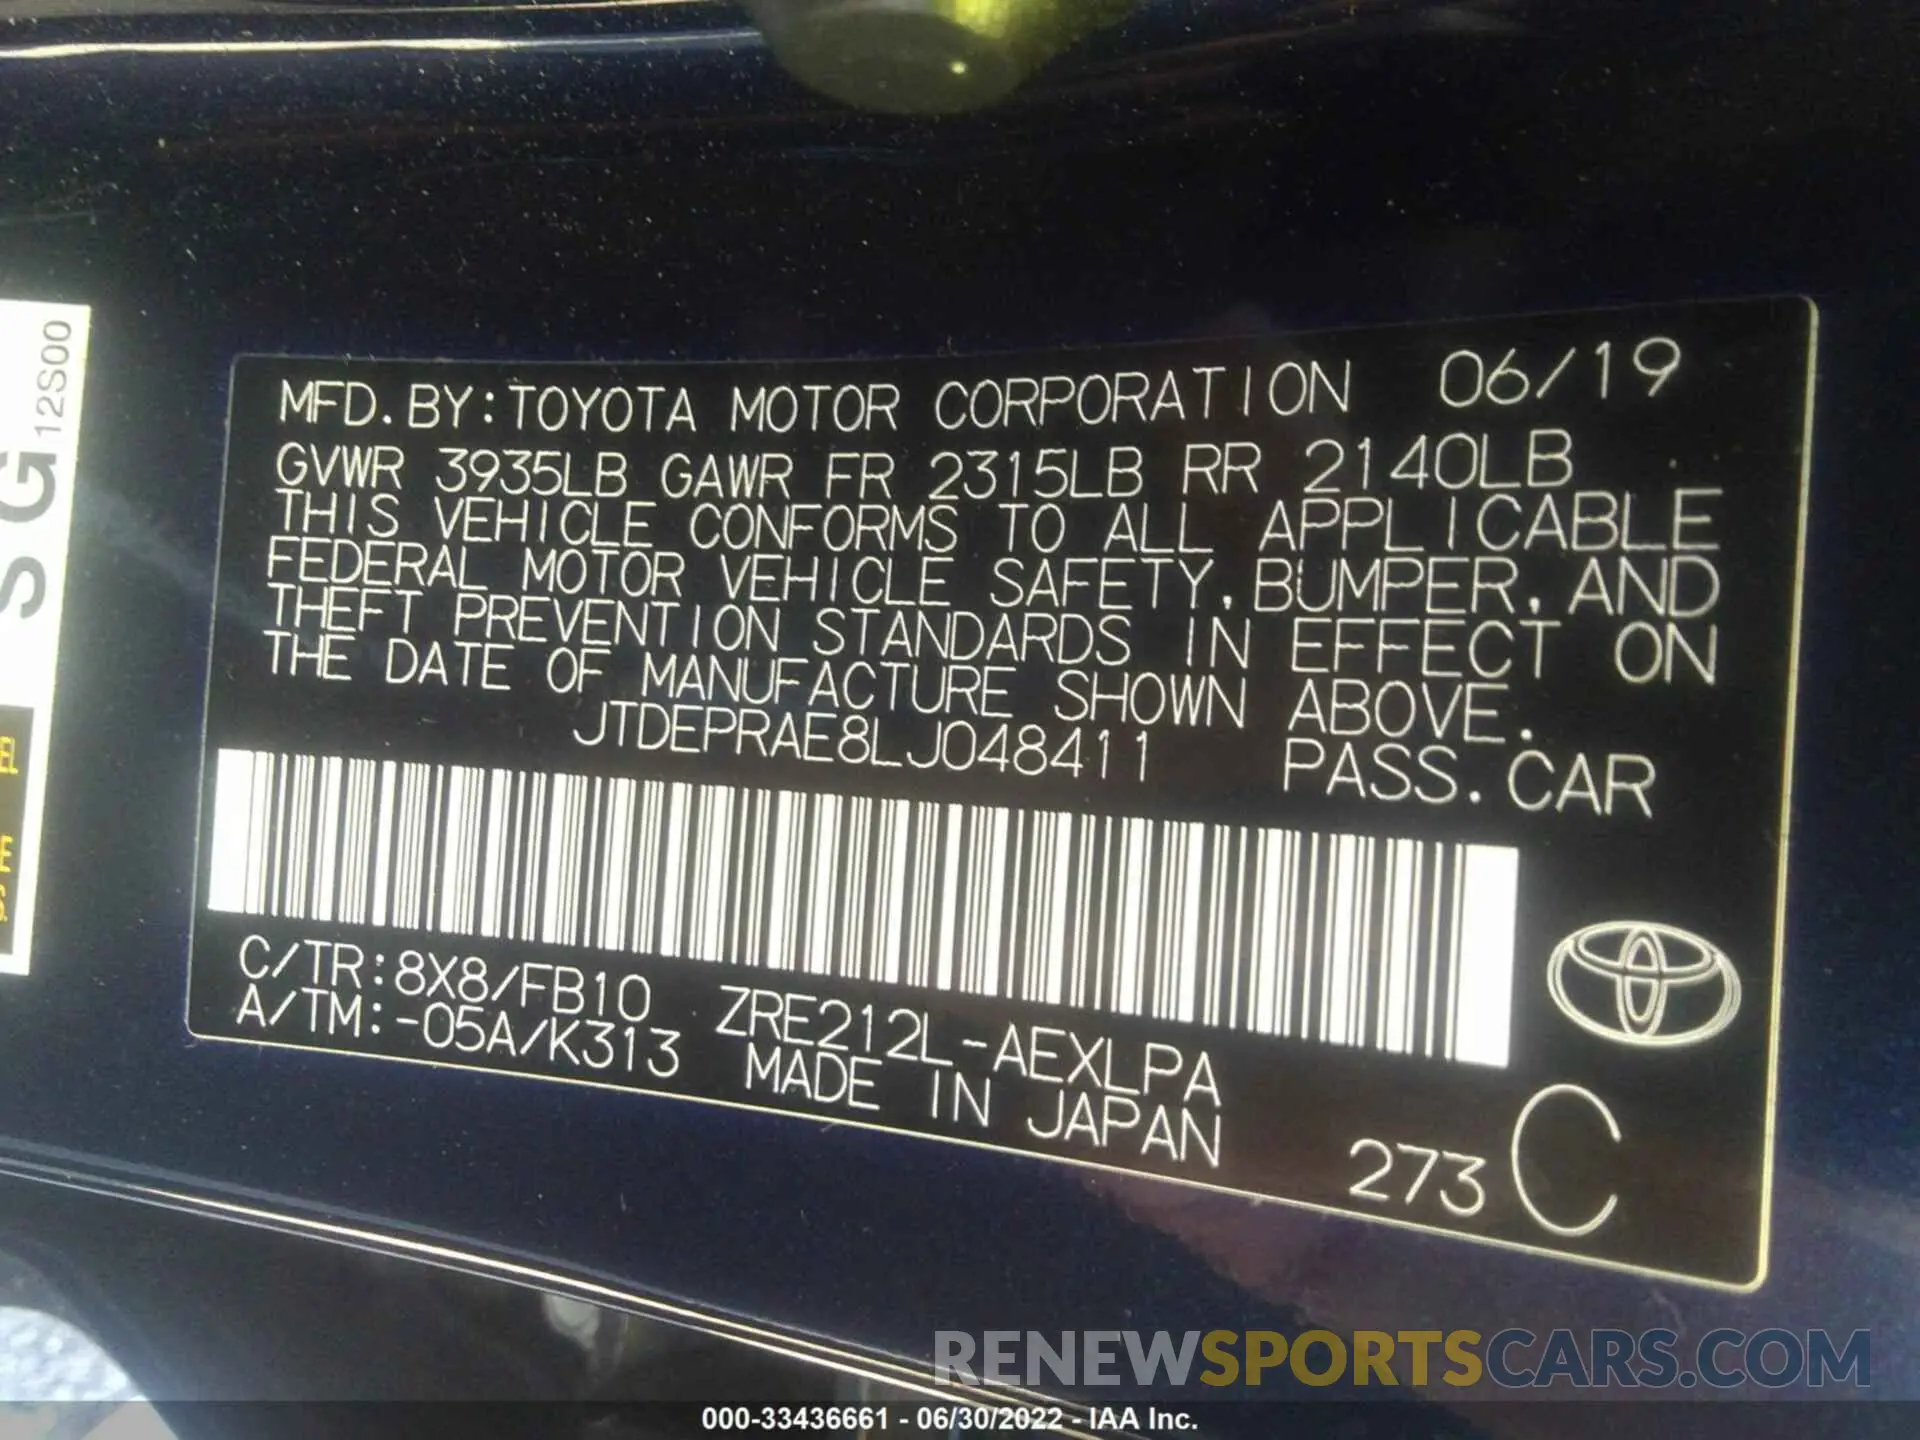 MFD. BY: TOYOTA MOTOR CORPORATION 06/19
GVWR 3935LB GAWR FR 2315LB RR 2140LB
THIS VEHICLE CONFORMS TO ALL APPLICABLE
FEDERAL MOTOR VEHICLE SAFETY, BUMPER, AND
THEFT PREVENTION STANDARDS IN EFFECT ON
THE DATE OF MANUFACTURE SHOWN ABOVE.
JTDEPRAE8LJ048411 PASS. CAR
C/TR: 8X8/FB10 ZRE212L-AEXLPA
A/TM: -05A/K313 MADE IN JAPAN
273 C
SG
12S00
RENEWSPORTSCARS.COM
000-33436661 - 06/30/2022 - IAA Inc.